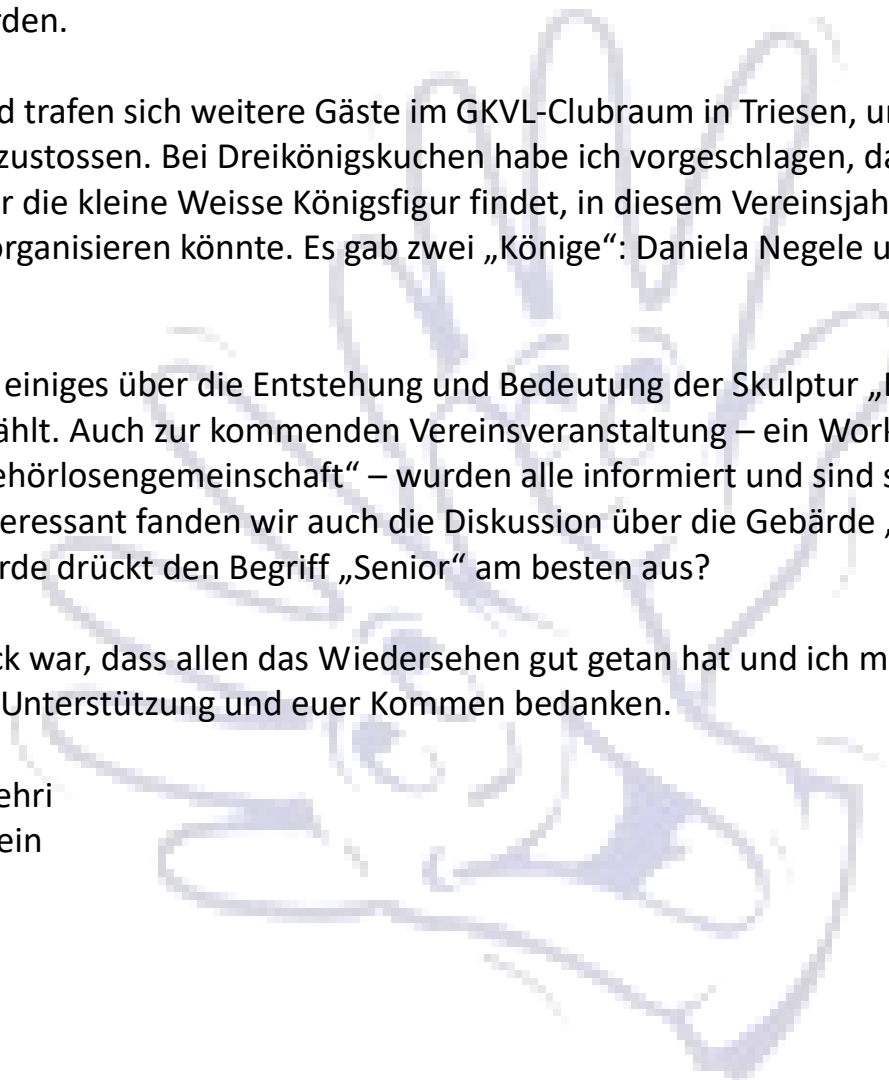 rden.
d trafen sich weitere Gäste im GKVL-Clubraum in Triesen, u
zustossen. Bei Dreikönigskuchen habe ich vorgeschlagen, da
r die kleine Weisse Königsfigur findet, in diesem Vereinsjah
organisieren könnte. Es gab zwei „Könige“: Daniela Negele u
einiges über die Entstehung und Bedeutung der Skulptur „
ählt. Auch zur kommenden Vereinsveranstaltung – ein Work
ehörlosengemeinschaft“ – wurden alle informiert und sind s
eressant fanden wir auch die Diskussion über die Gebärde „
rde drückt den Begriff „Senior“ am besten aus?
ck war, dass allen das Wiedersehen gut getan hat und ich m
Unterstützung und euer Kommen bedanken.
ehri
ein